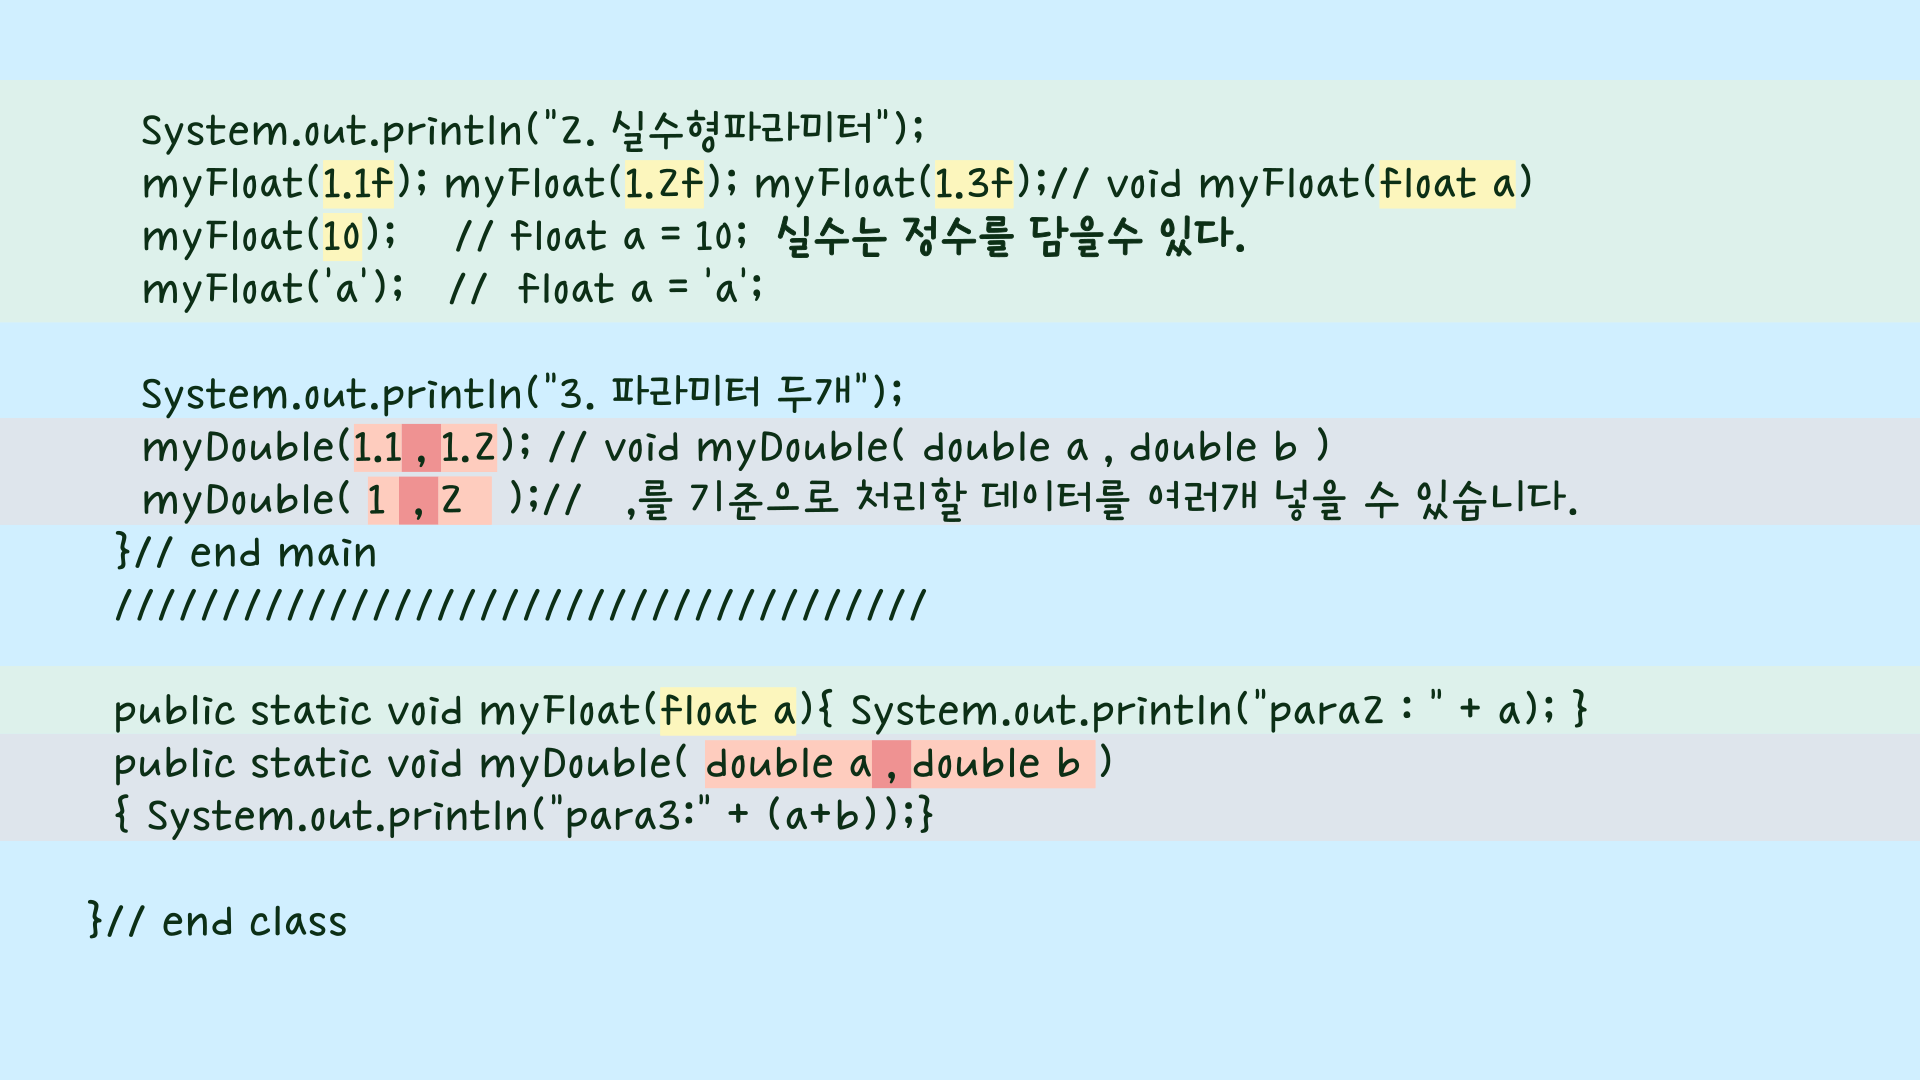 System.out.println("2. 실수형파라미터");
myFloat(1.1f); myFloat(1.2f); myFloat(1.3f);// void myFloat(float a)
myFloat(10);   // float a = 10;  실수는 정수를 담을수 있다.
myFloat('a');   //  float a = 'a';
System.out.println("3. 파라미터 두개");
myDouble(1.1 , 1.2); // void myDouble( double a , double b )
myDouble( 1 , 2  );//   ,를 기준으로 처리할 데이터를 여러개 넣을 수 있습니다.
}// end main
//////////////////////////////////////
public static void myFloat(float a){ System.out.println("para2 : " + a); }
public static void myDouble( double a , double b )
{ System.out.println("para3:" + (a+b));}
}// end class